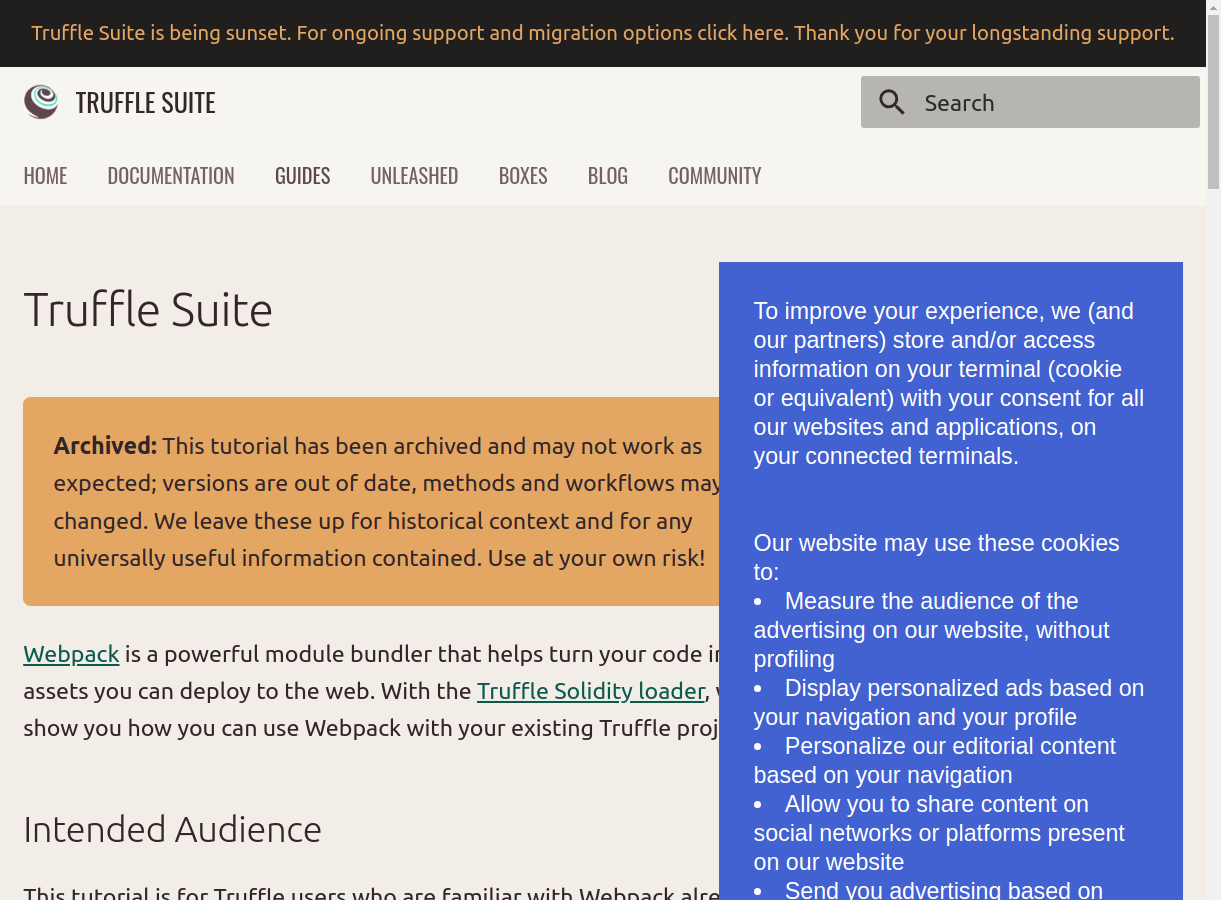 Truffle Suite is being sunset. For ongoing support and migration options click here. Thank you for your longstanding support.
TRUFFLE SUITE
Search
HOME DOCUMENTATION GUIDES UNLEASHED BOXES BLOG COMMUNITY
Truffle Suite
Archived: This tutorial has been archived and may not work as
expected; versions are out of date, methods and workflows may
changed. We leave these up for historical context and for any
universally useful information contained. Use at your own risk!
Webpack is a powerful module bundler that helps turn your code
assets you can deploy to the web. With the Truffle Solidity loader,
show you how you can use Webpack with your existing Truffle
Intended Audience
This tutorial is for Truffle users who are familiar with Webpack
To improve your experience, we (and
our partners) store and/or access
information on your terminal (cookie
or equivalent) with your consent for all
our websites and applications, on
your connected terminals.
Our website may use these cookies
to:
• Measure the audience of the
advertising on our website, without
profiling
• Display personalized ads based on
your navigation and your profile
• Personalize our editorial content
based on your navigation
• Allow you to share content on
social networks or platforms present
on our website
• Send you advertising based on